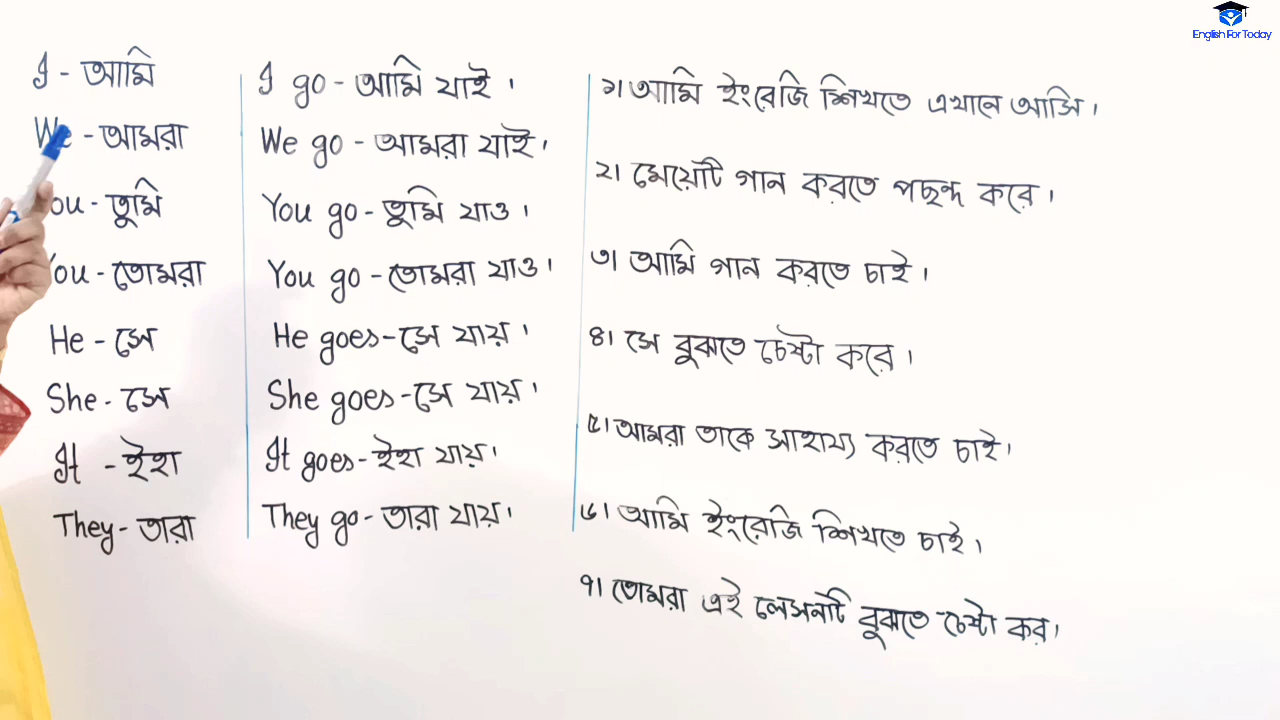 English For Today
I - আমি
We - আমরা
You - তুমি
You - তোমরা
He - সে
She - সে
It - ইহা
They - তারা
I go - আমি যাই।
We go - আমরা যাই।
You go - তুমি যাও।
You go - তোমরা যাও।
He goes - সে যায়।
She goes - সে যায়।
It goes - ইহা যায়।
They go - তারা যায়।
১। আমি ইংরেজি শিখতে এখানে আসি।
২। মেয়েটি গান করতে পছন্দ করে।
৩। আমি গান করতে চাই।
৪। সে বুঝতে চেষ্টা করে।
৫। আমরা তাকে সাহায্য করতে চাই।
৬। আমি ইংরেজি শিখতে চাই।
৭। তোমরা এই লেসনটি বুঝতে চেষ্টা কর।